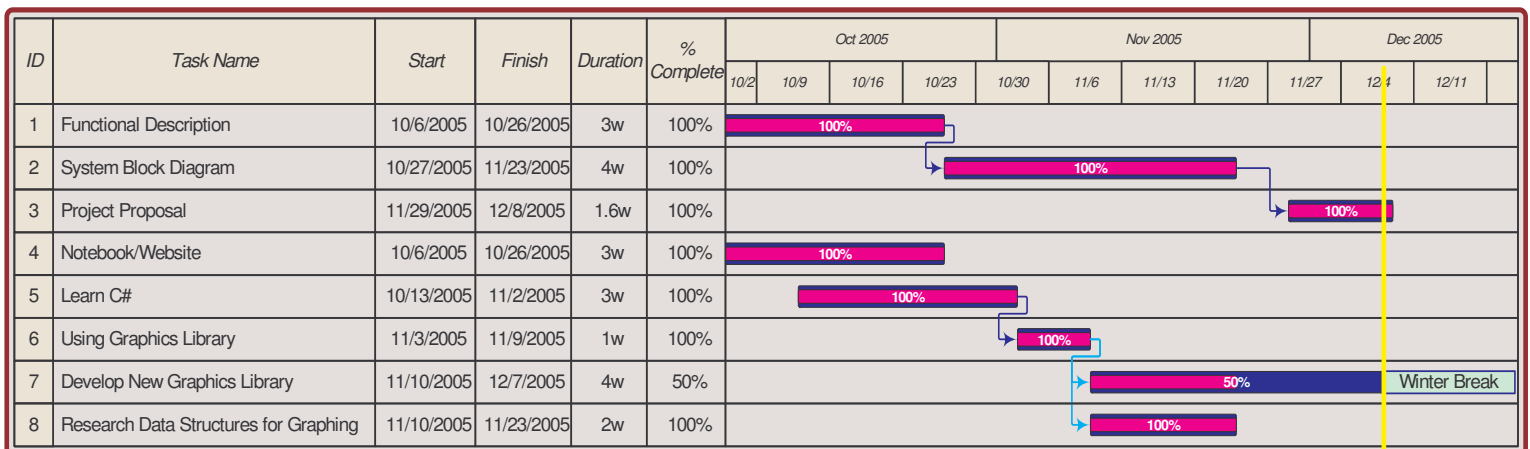 ID Task Name Start Finish Duration % Complete Oct 2005 Nov 2005 Dec 2005
10/2 10/9 10/16 10/23 10/30 11/6 11/13 11/20 11/27 12/4 12/11
1 Functional Description 10/6/2005 10/26/2005 3w 100% 100%
2 System Block Diagram 10/27/2005 11/23/2005 4w 100% 100%
3 Project Proposal 11/29/2005 12/8/2005 1.6w 100% 100%
4 Notebook/Website 10/6/2005 10/26/2005 3w 100% 100%
5 Learn C# 10/13/2005 11/2/2005 3w 100% 100%
6 Using Graphics Library 11/3/2005 11/9/2005 1w 100% 100%
7 Develop New Graphics Library 11/10/2005 12/7/2005 4w 50% 50% Winter Break
8 Research Data Structures for Graphing 11/10/2005 11/23/2005 2w 100% 100%